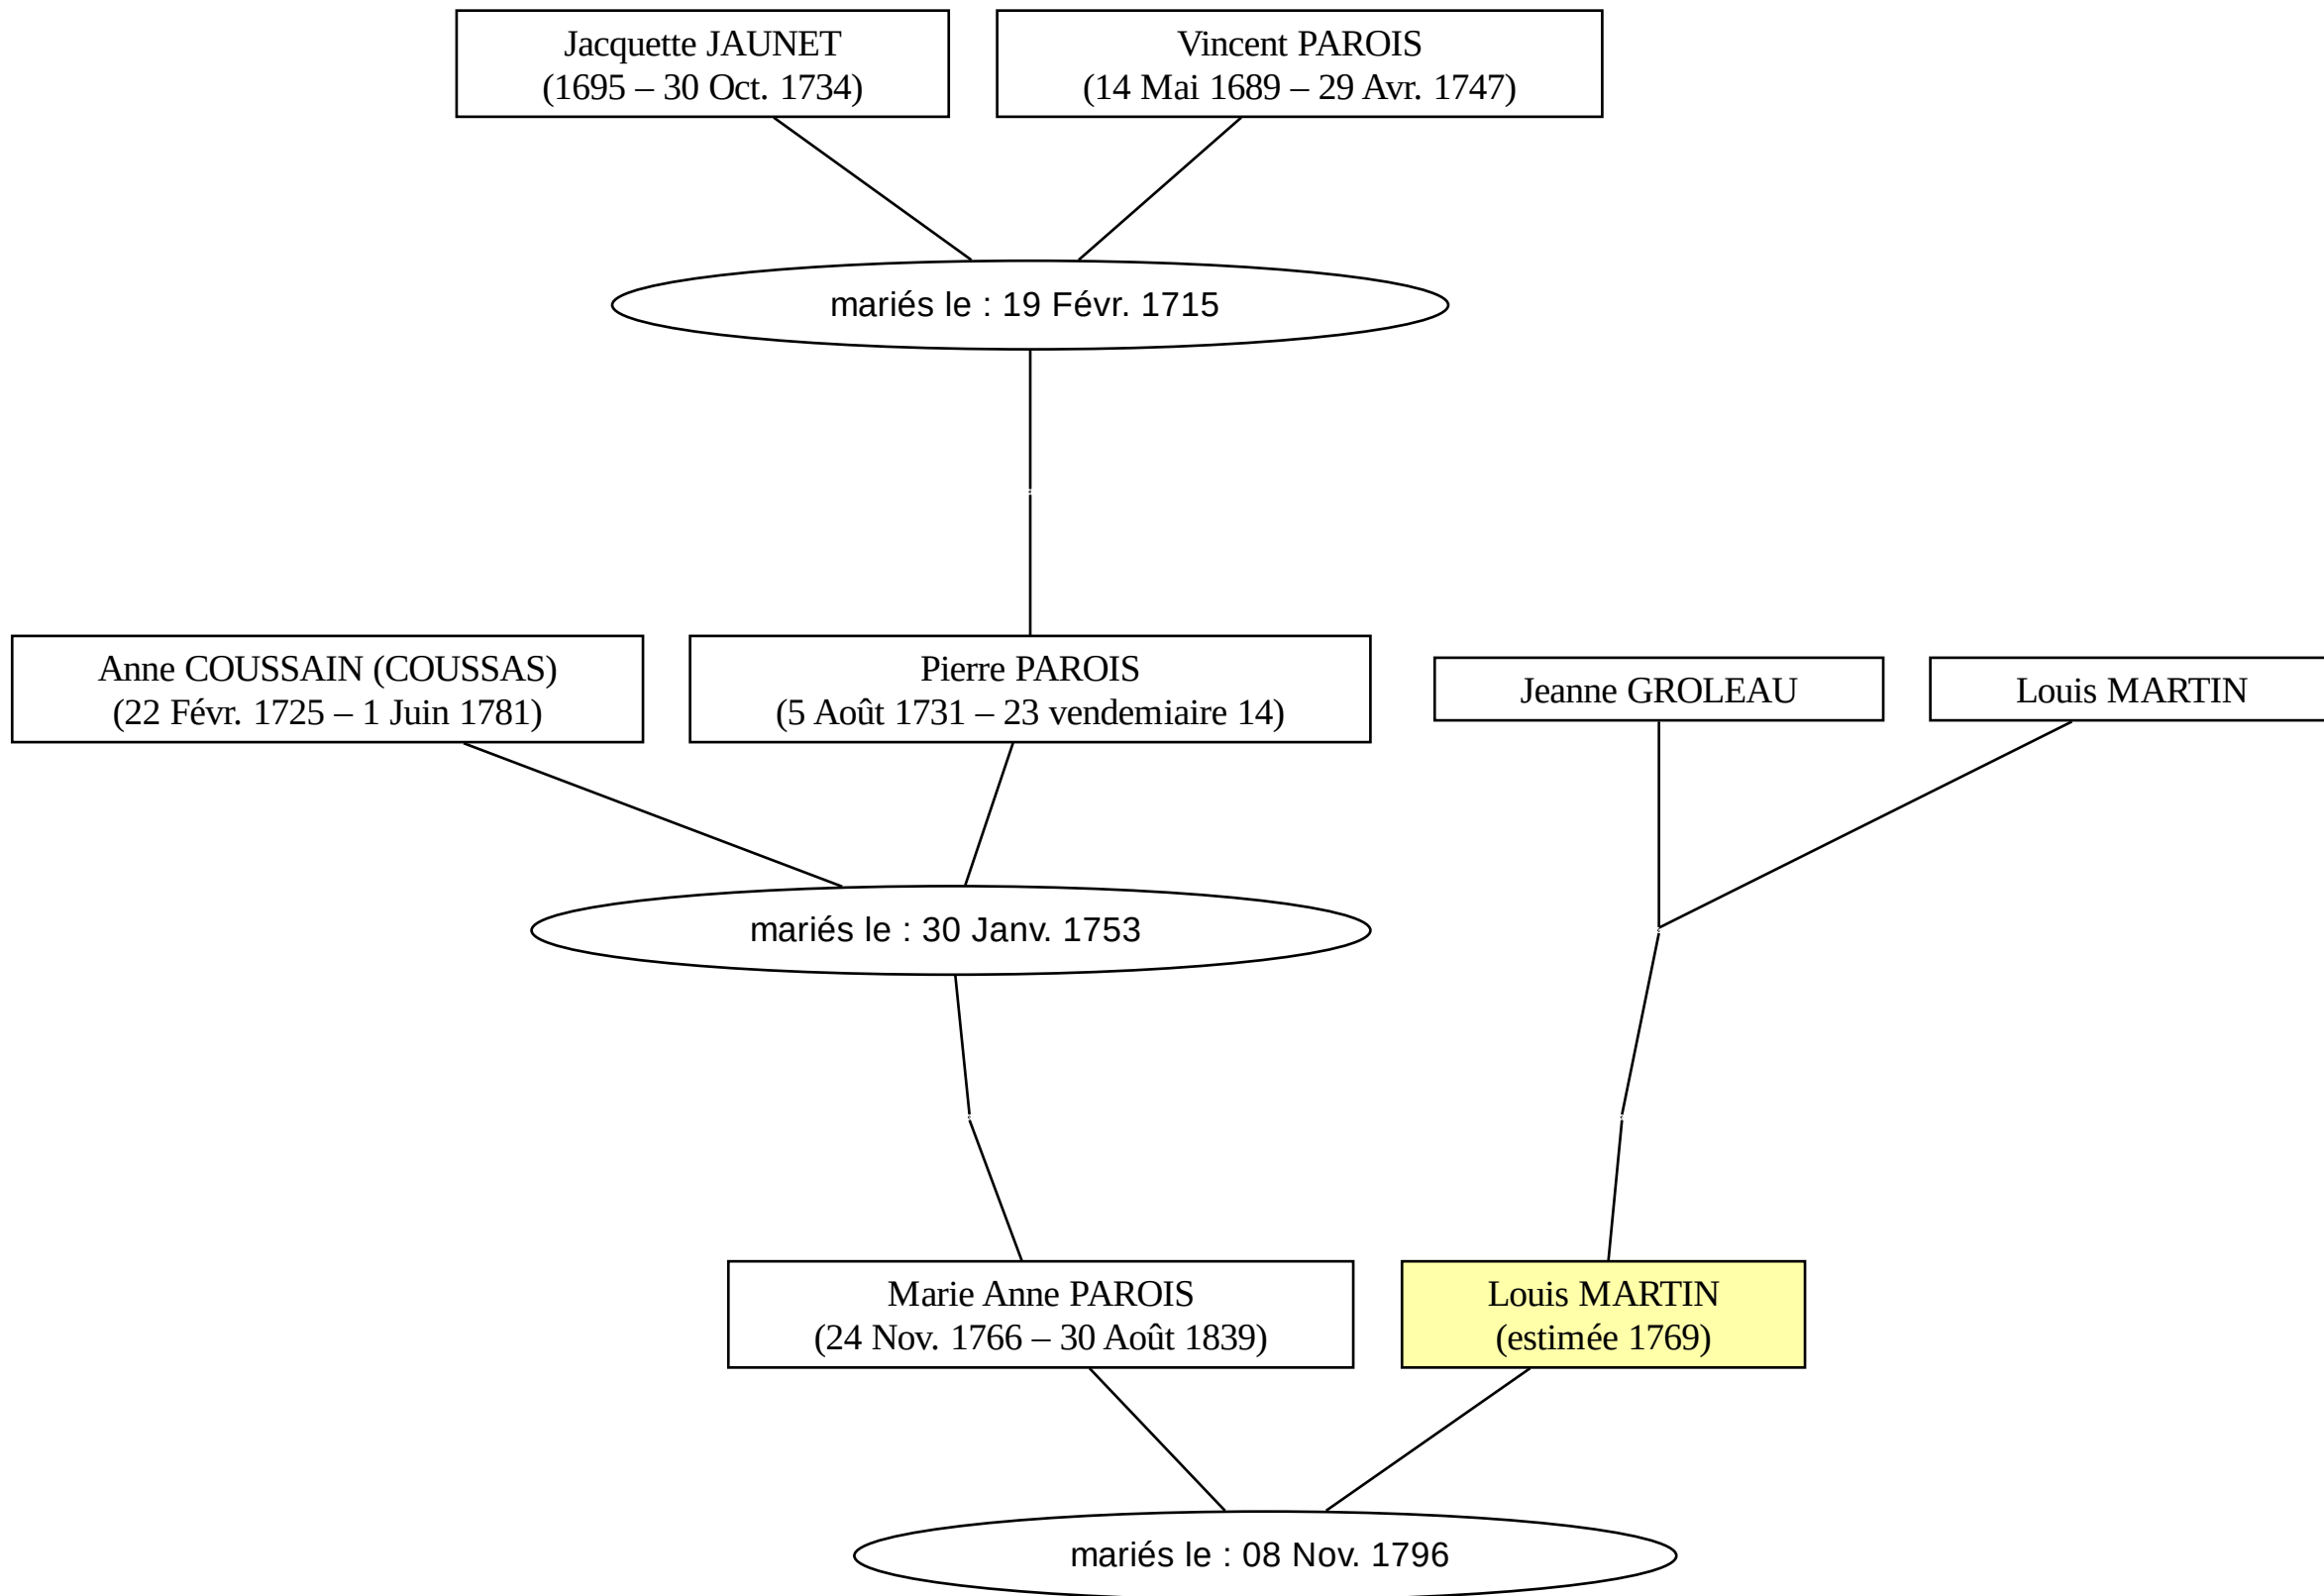 Jacquette JAUNET
(1695 – 30 Oct. 1734)
Vincent PAROIS
(14 Mai 1689 – 29 Avr. 1747)
mariés le : 19 Févr. 1715
Anne COUSSAIN (COUSSAS)
(22 Févr. 1725 – 1 Juin 1781)
Pierre PAROIS
(5 Août 1731 – 23 vendemiaire 14)
Jeanne GROLEAU
Louis MARTIN
mariés le : 30 Janv. 1753
Marie Anne PAROIS
(24 Nov. 1766 – 30 Août 1839)
Louis MARTIN
(estimée 1769)
mariés le : 08 Nov. 1796